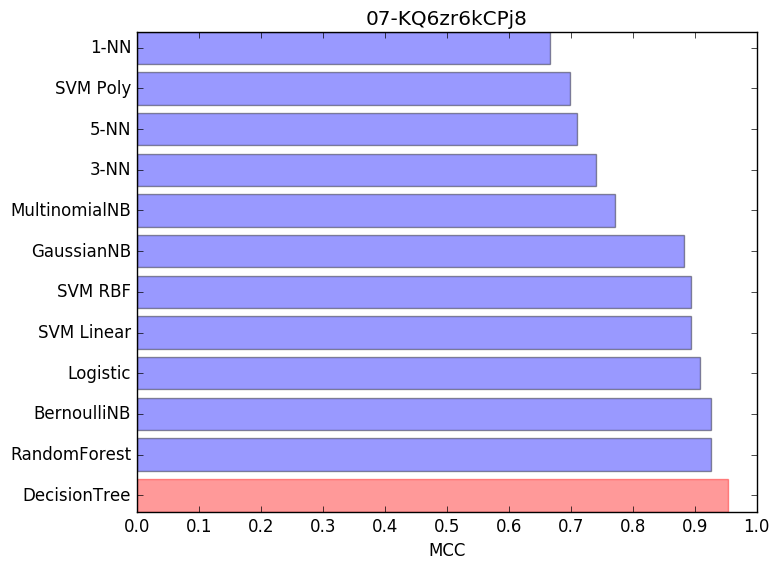 07-KQ6zr6kCPj8
1-NN
SVM Poly
5-NN
3-NN
MultinomialNB
GaussianNB
SVM RBF
SVM Linear
Logistic
BernoulliNB
RandomForest
DecisionTree
0.0 0.1 0.2 0.3 0.4 0.5 0.6 0.7 0.8 0.9 1.0
MCC